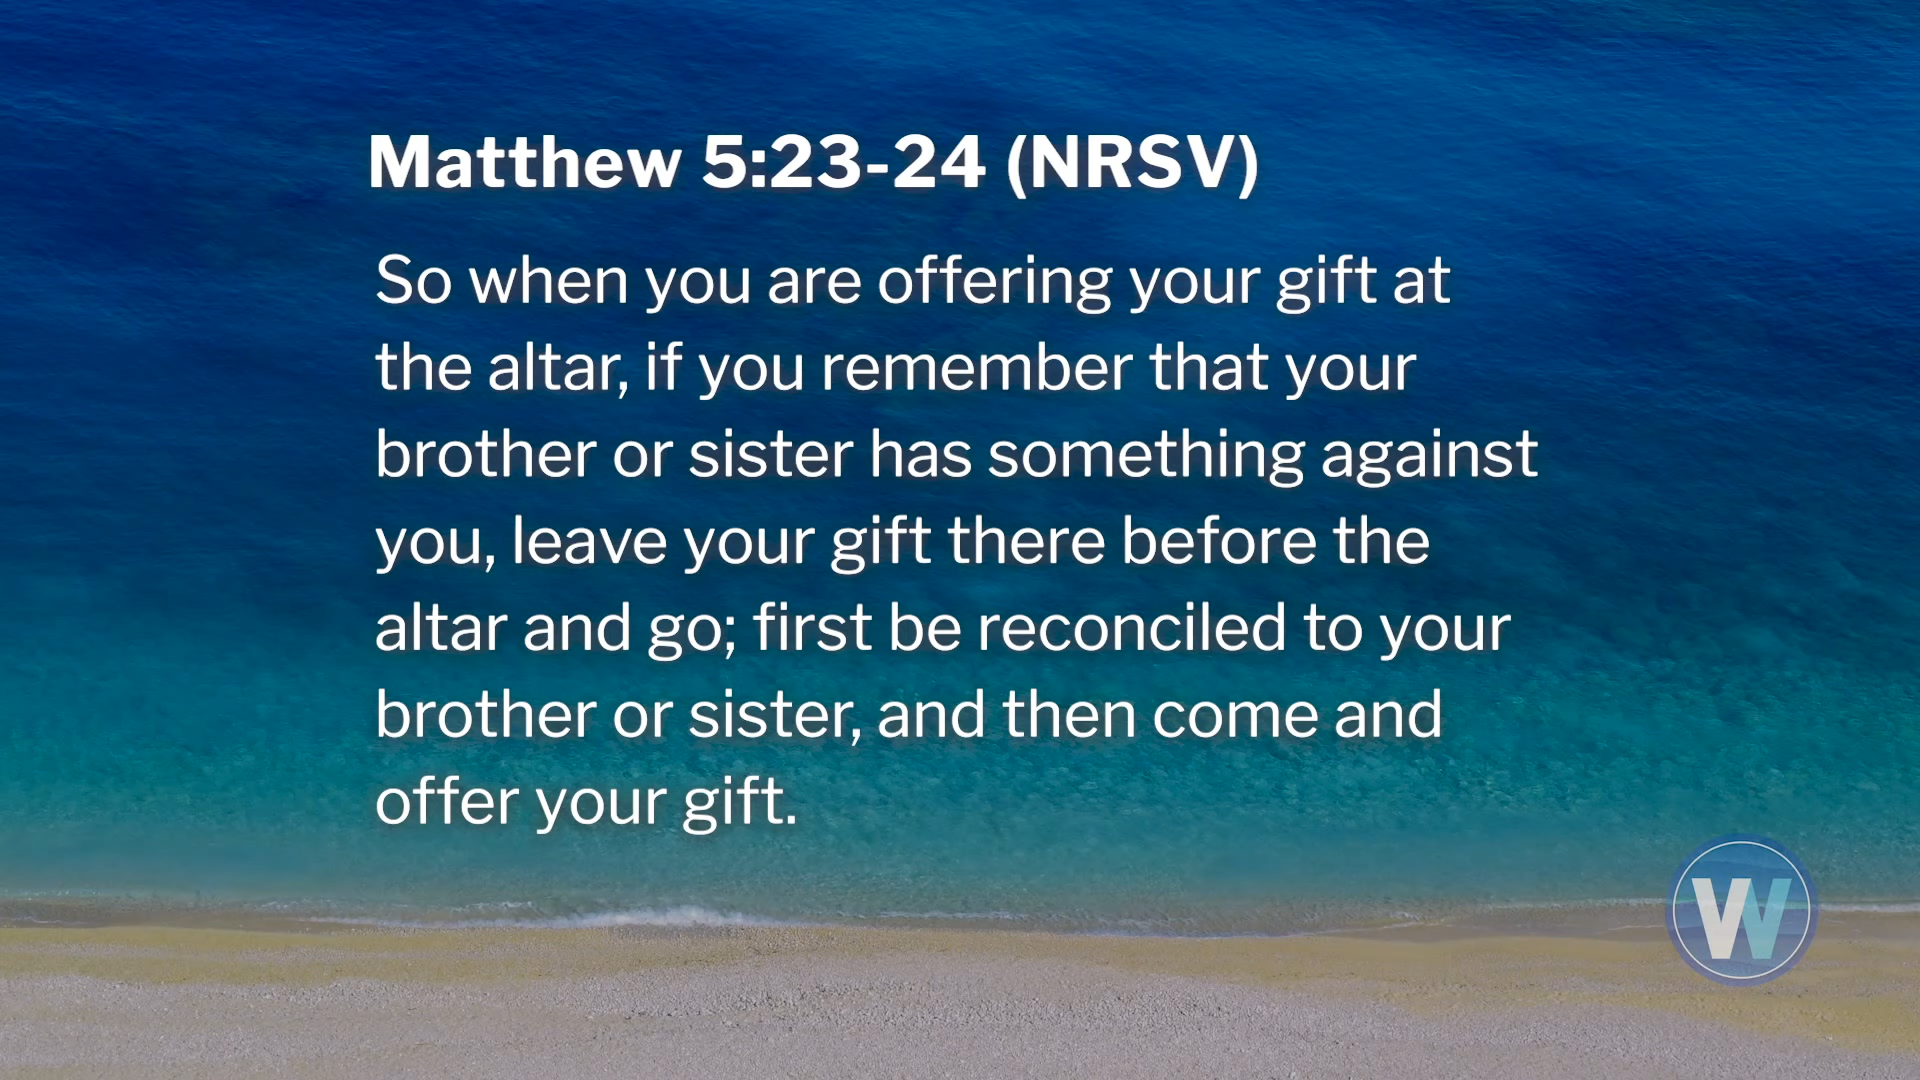 Matthew 5:23-24 (NRSV)
So when you are offering your gift at
the altar, if you remember that your
brother or sister has something against
you, leave your gift there before the
altar and go; first be reconciled to your
brother or sister, and then come and
offer your gift.
W